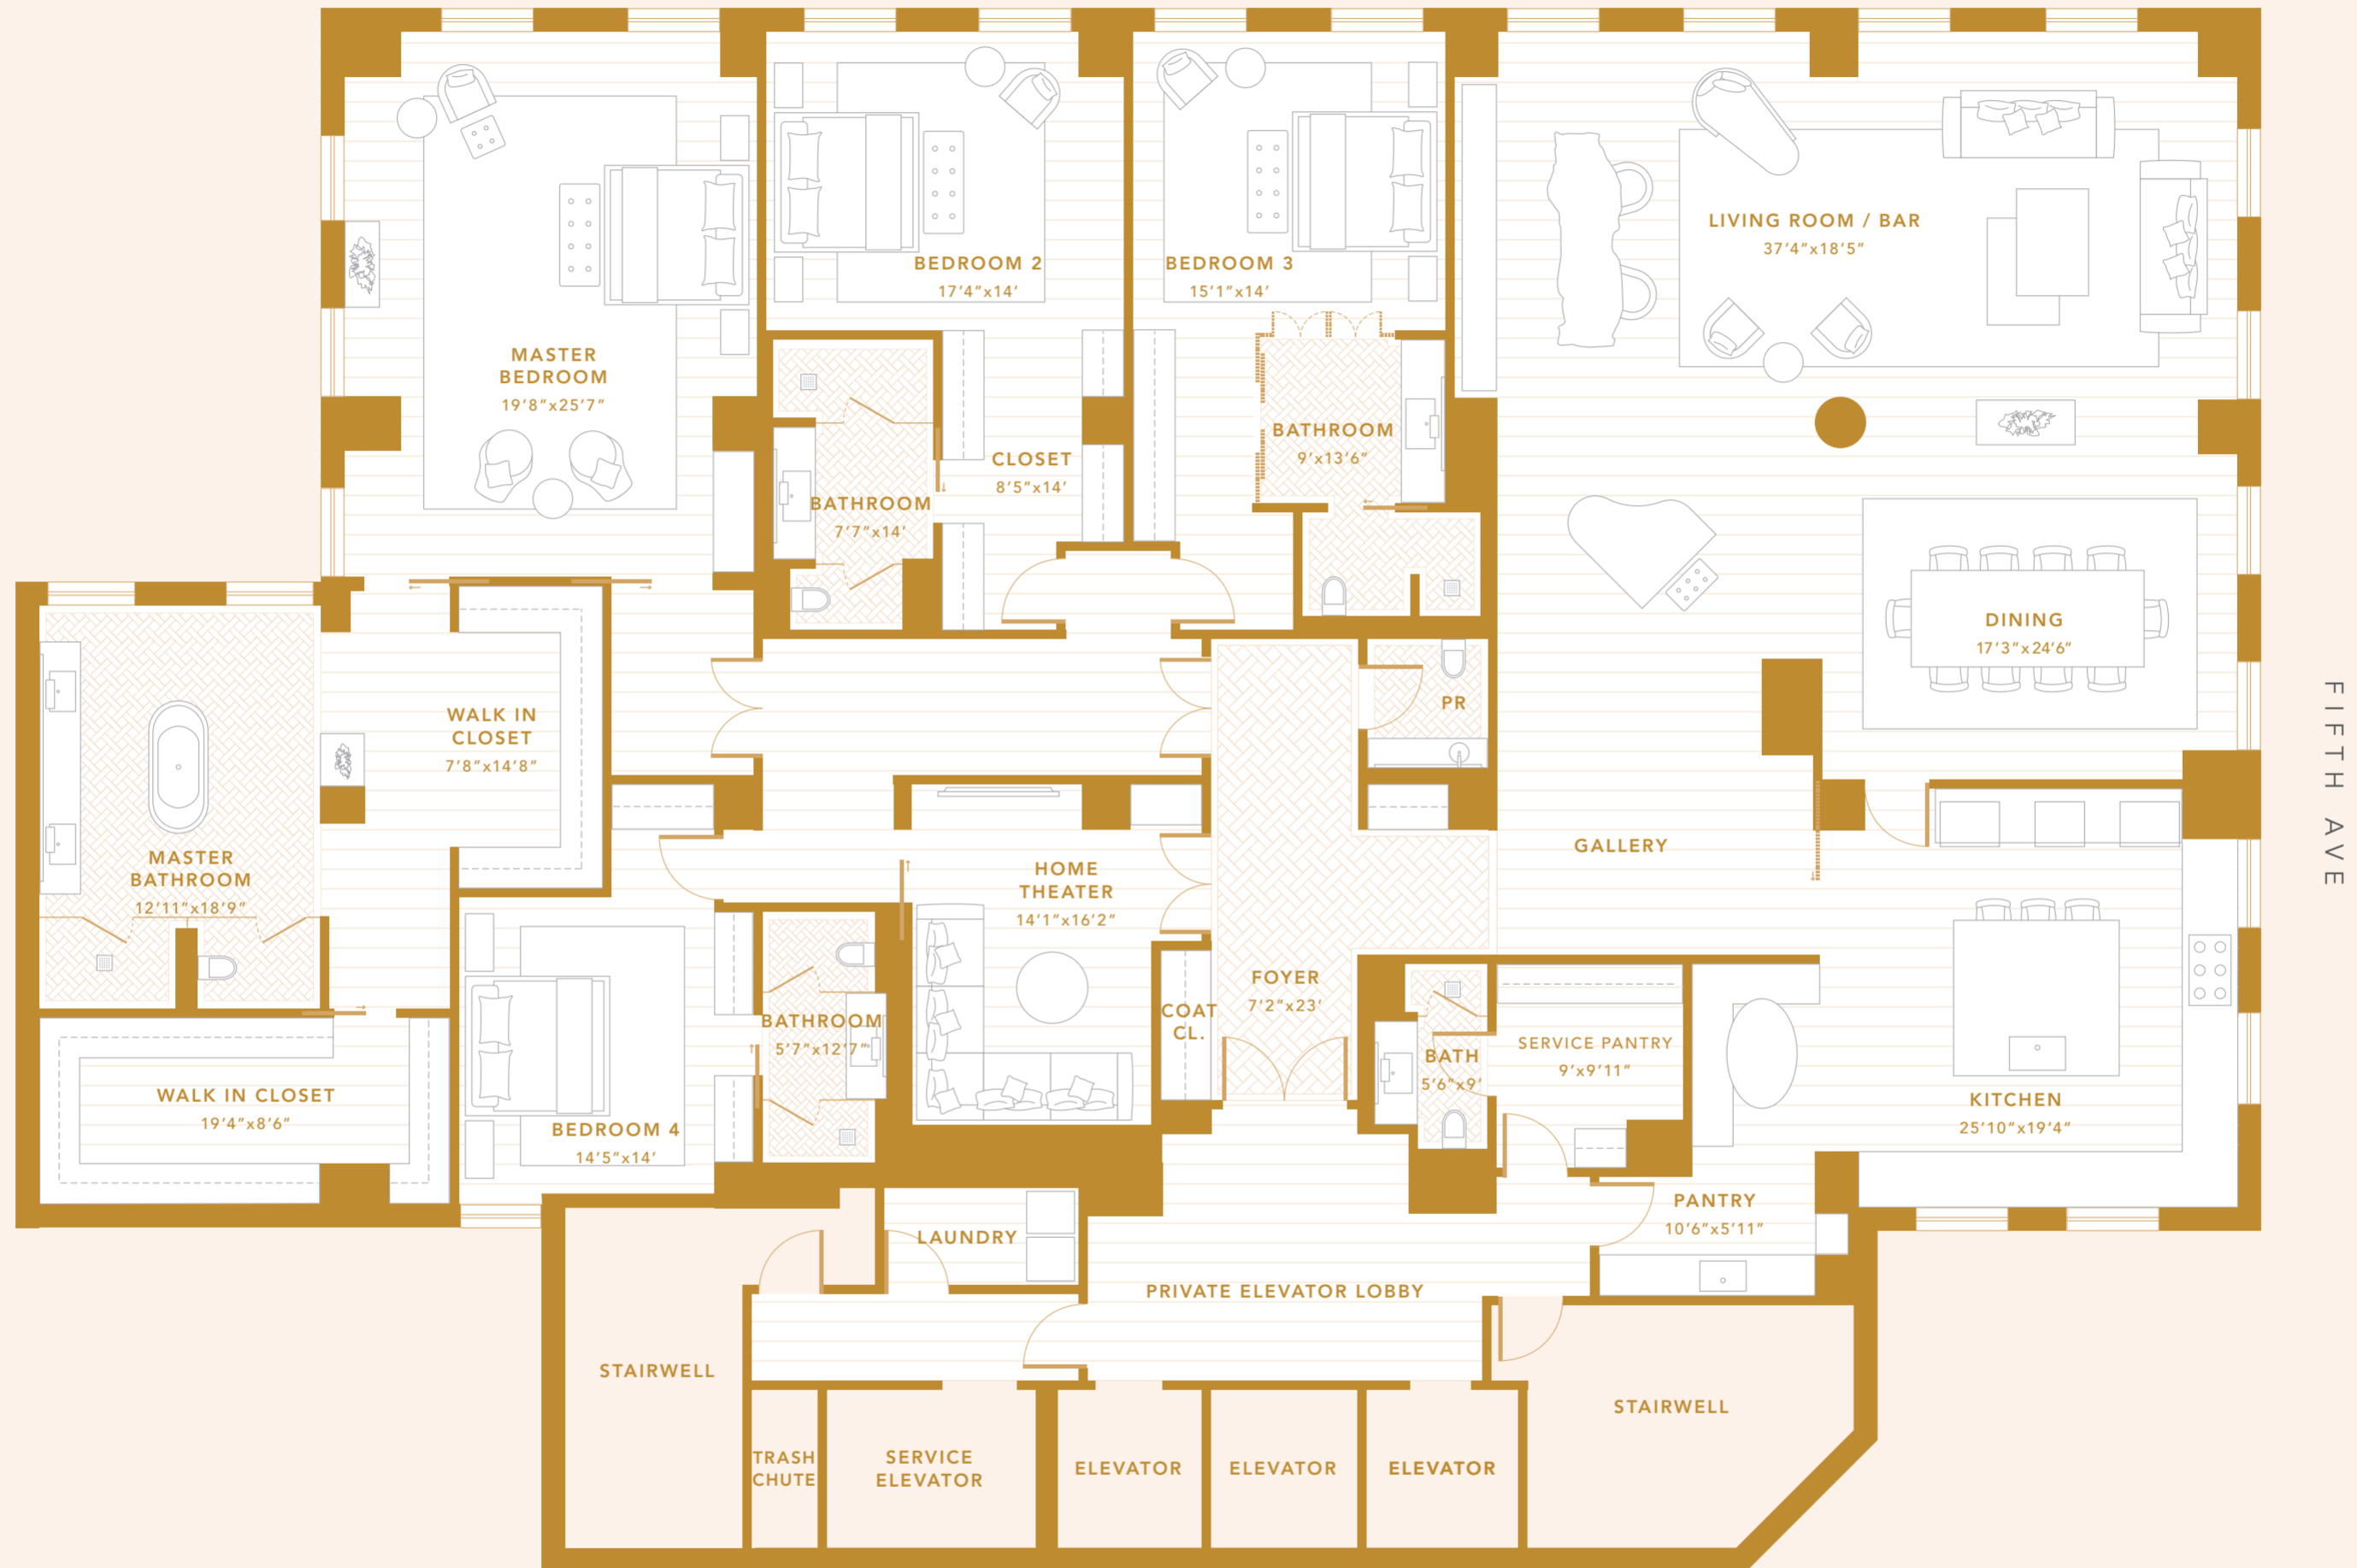 LIVING ROOM / BAR
37'4"x18'5"
BEDROOM 2
17'4"x14'
BEDROOM 3
15'1"x14'
MASTER
BEDROOM
19'8"x25'7"
BATHROOM
9'x13'6"
CLOSET
8'5"x14'
BATHROOM
7'7"x14'
DINING
17'3"x24'6"
PR
WALK IN
CLOSET
7'8"x14'8"
FIFTH AVE
GALLERY
MASTER
BATHROOM
12'11"x18'9"
HOME
THEATER
14'1"x16'2"
FOYER
7'2"x23'
COAT
CL.
BATHROOM
5'7"x12'7"
SERVICE PANTRY
9'x9'11"
BATH
5'6"x9'
WALK IN CLOSET
19'4"x8'6"
KITCHEN
25'10"x19'4"
BEDROOM 4
14'5"x14'
PANTRY
10'6"x5'11"
LAUNDRY
PRIVATE ELEVATOR LOBBY
STAIRWELL
STAIRWELL
TRASH
CHUTE
SERVICE
ELEVATOR
ELEVATOR
ELEVATOR
ELEVATOR